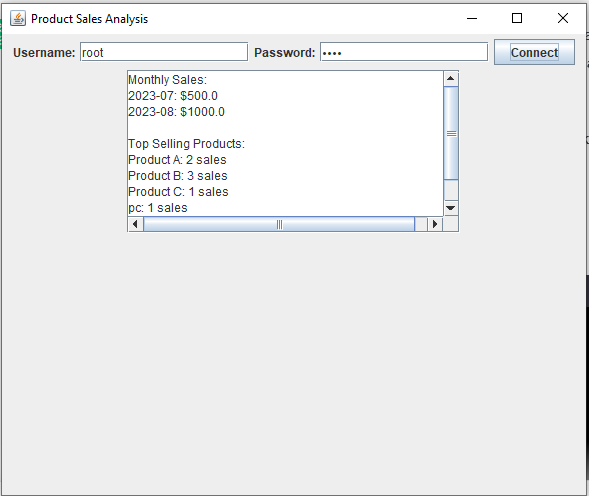 Product Sales Analysis
Username: root Password: •••• Connect
Monthly Sales:
2023-07: $500.0
2023-08: $1000.0
Top Selling Products:
Product A: 2 sales
Product B: 3 sales
Product C: 1 sales
pc: 1 sales